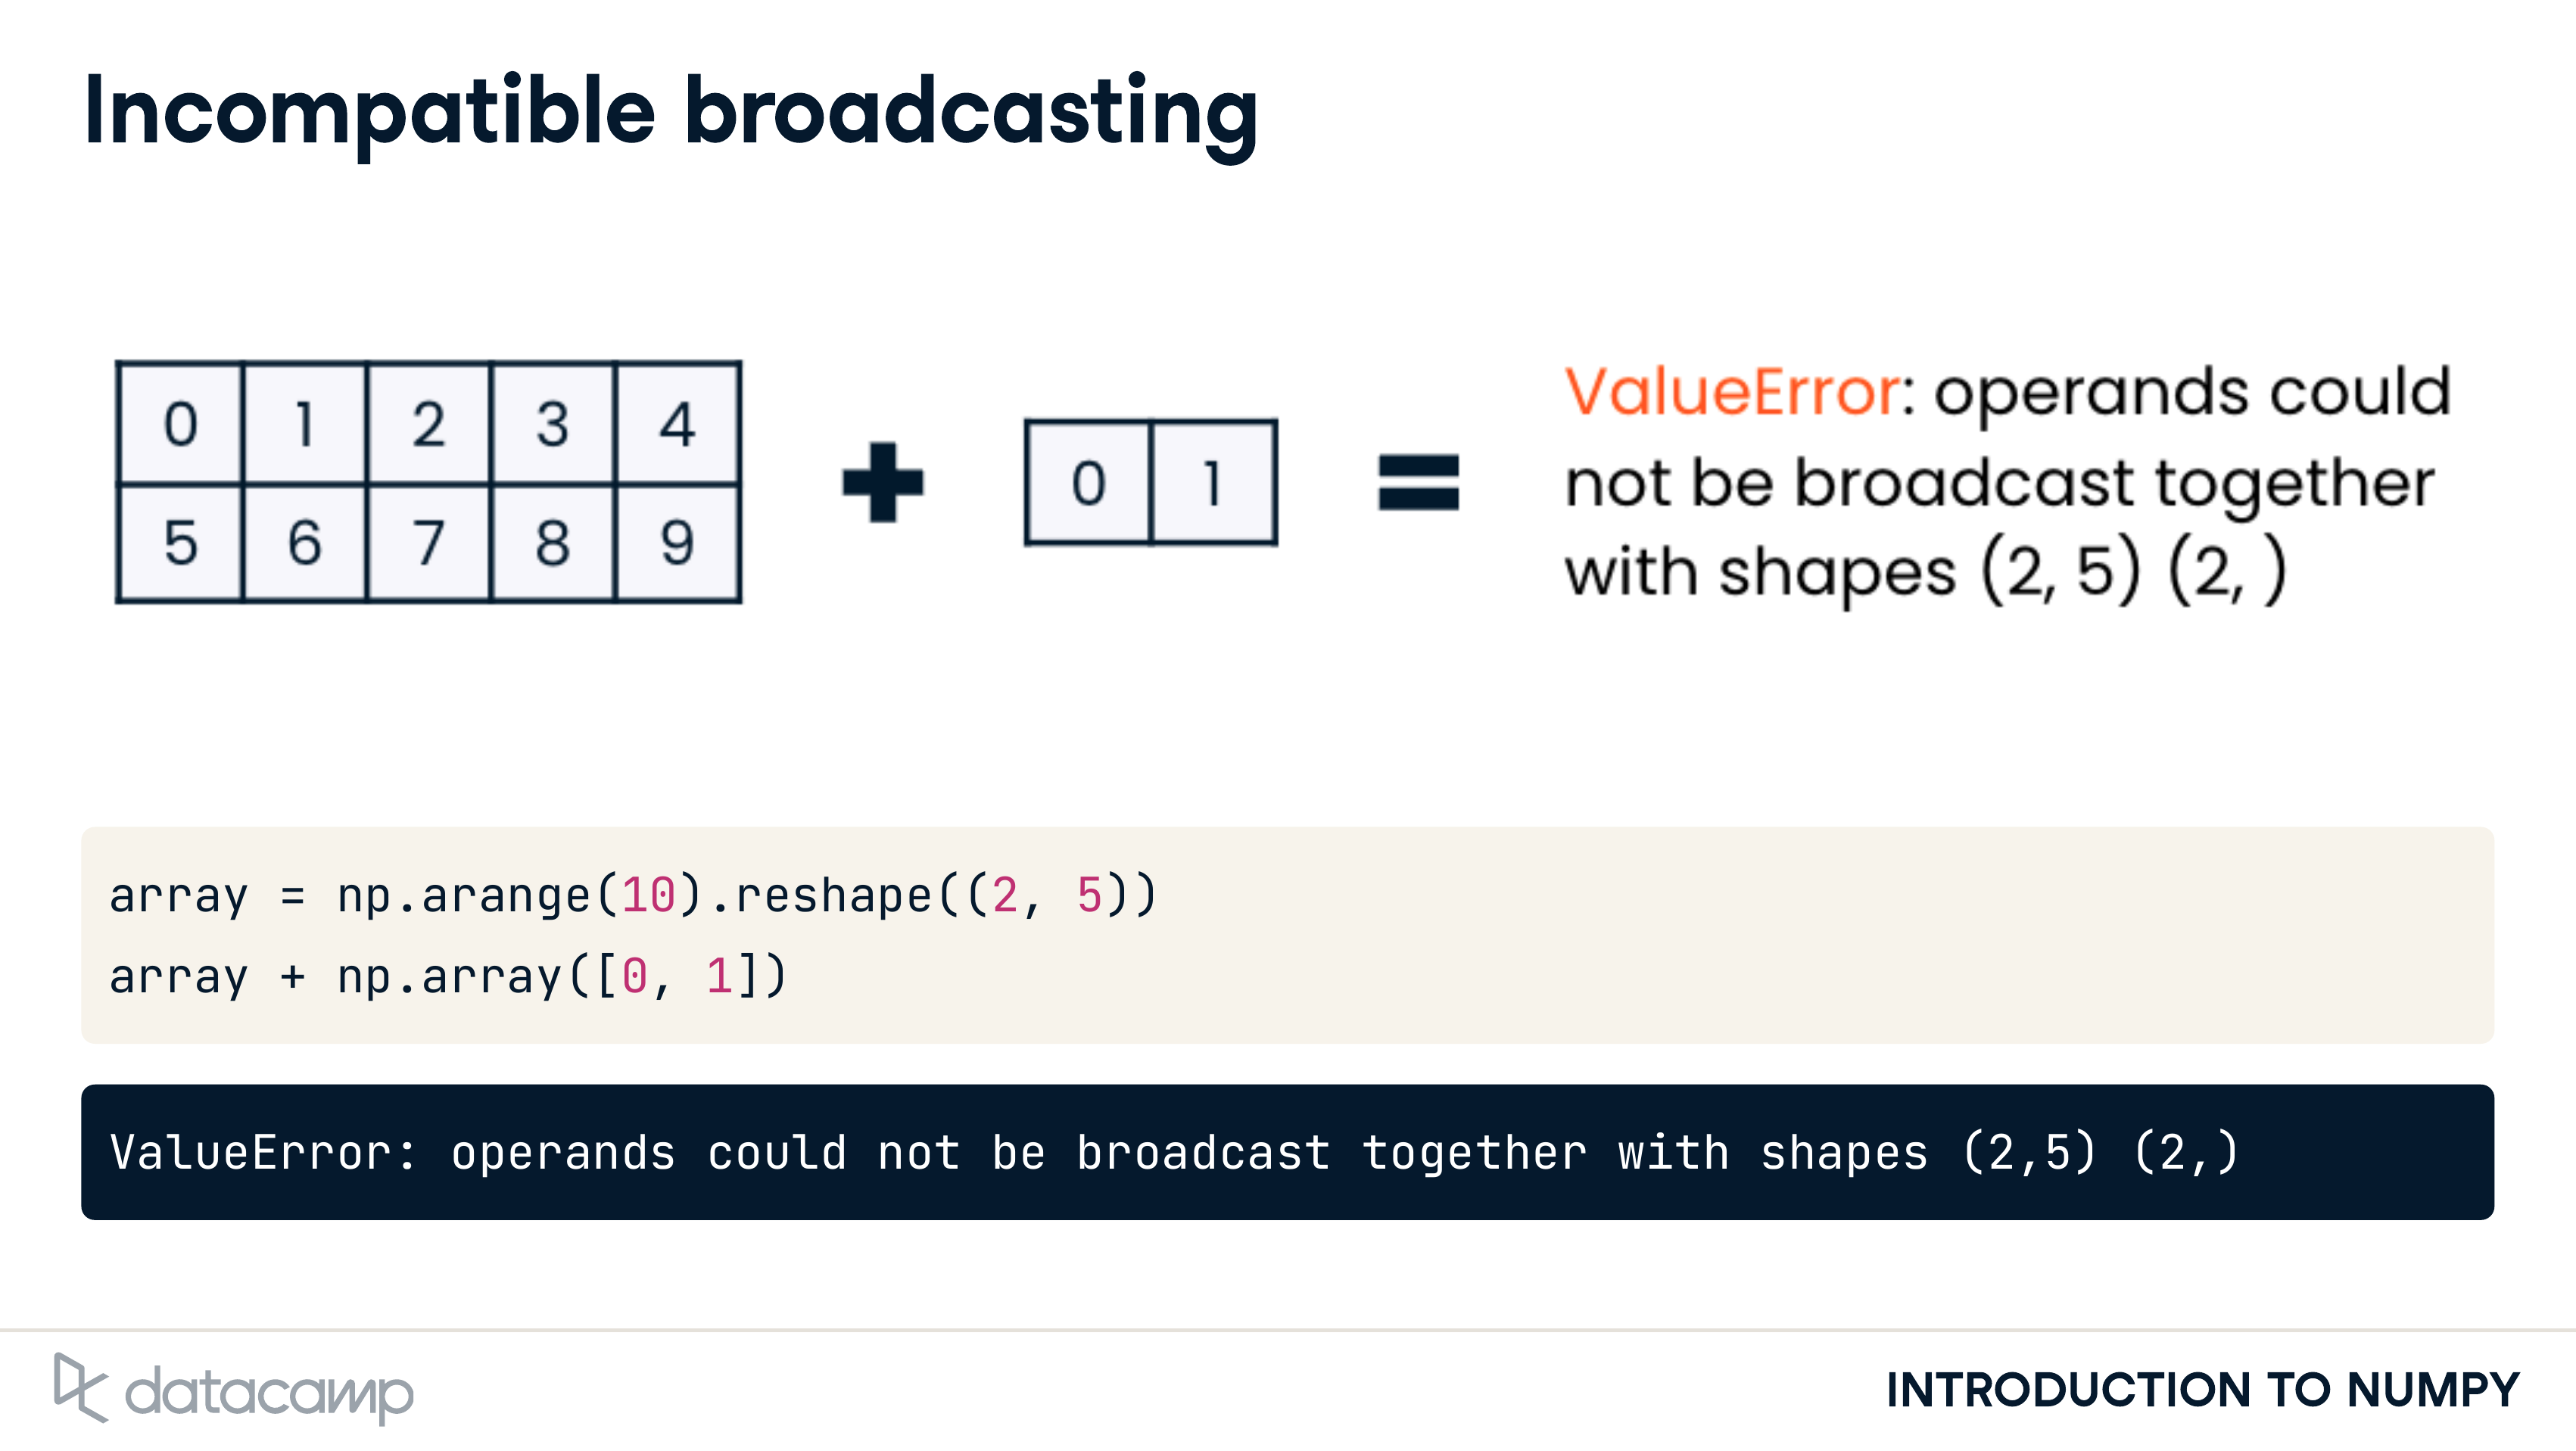 Incompatible broadcasting
0 1 2 3 4
5 6 7 8 9
+
0 1
=
ValueError: operands could
not be broadcast together
with shapes (2, 5) (2, )
array = np.arange(10).reshape((2, 5))
array + np.array([0, 1])
ValueError: operands could not be broadcast together with shapes (2,5) (2,)
datacamp
INTRODUCTION TO NUMPY